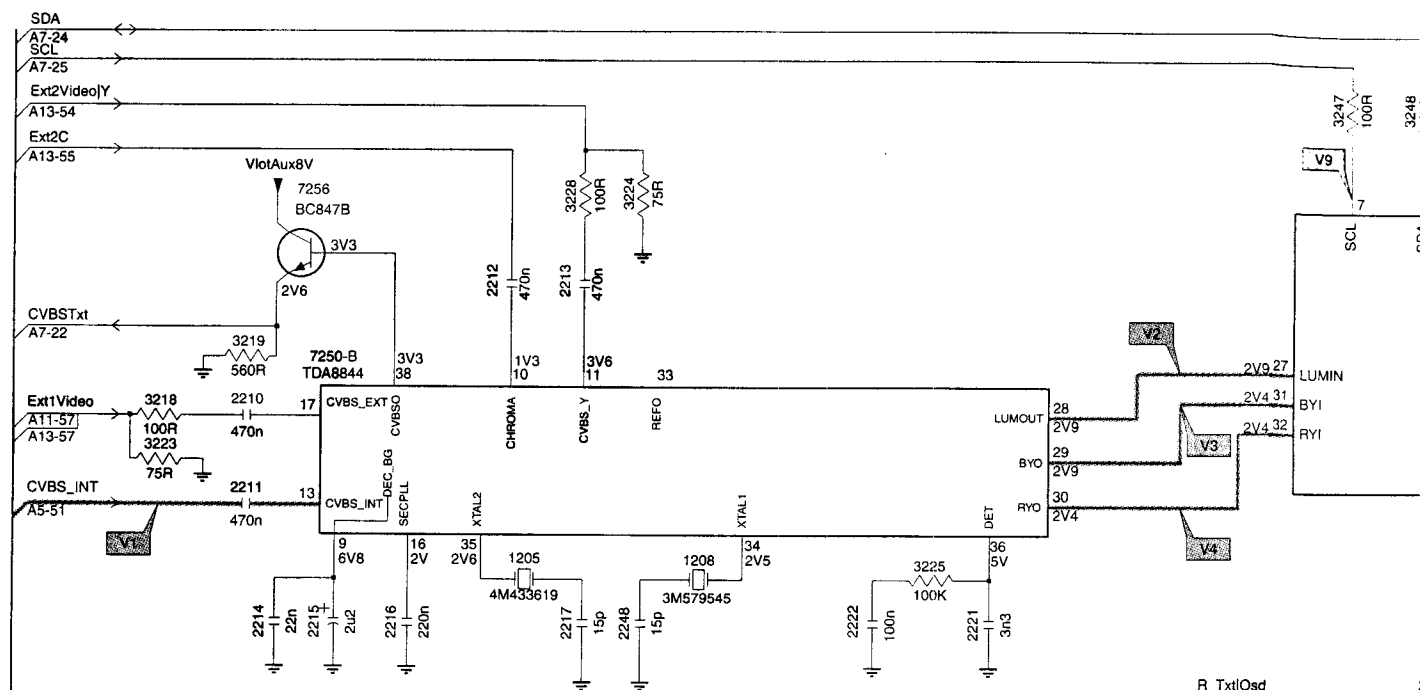 SDA
A7-24
SCL
A7-25
Ext2Video|Y
A13-54
Ext2C
A13-55
VlotAux8V
7256
BC847B
3V3
2V6
CVBSTxt
A7-22
3219
560R
2212
470n
2213
470n
3228
100R
3224
75R
3247
100R
3248
V9
7
SCL
SDA
7250-B
TDA8844
3V3
38
1V3
10
3V6
11
33
Ext1Video
A11-57
A13-57
3218
100R
2210
470n
3223
75R
17
CVBS_EXT
CVBSO
CHROMA
CVBS_Y
REFO
CVBS_INT
A5-51
V1
2211
470n
13
CVBS_INT
DEC_BG
SECPLL
XTAL2
XTAL1
DET
LUMOUT
28
2V9
BYO
29
2V9
RYO
30
2V4
V2
V3
V4
2V9 27
LUMIN
2V4 31
BYI
2V4 32
RYI
9
6V8
16
2V
35
2V6
34
2V5
36
5V
1205
4M433619
1208
3M579545
3225
100K
2214
22n
2215
+
2u2
2216
220n
2217
15p
2248
15p
2222
100n
2221
3n3
R_Txt|Osd